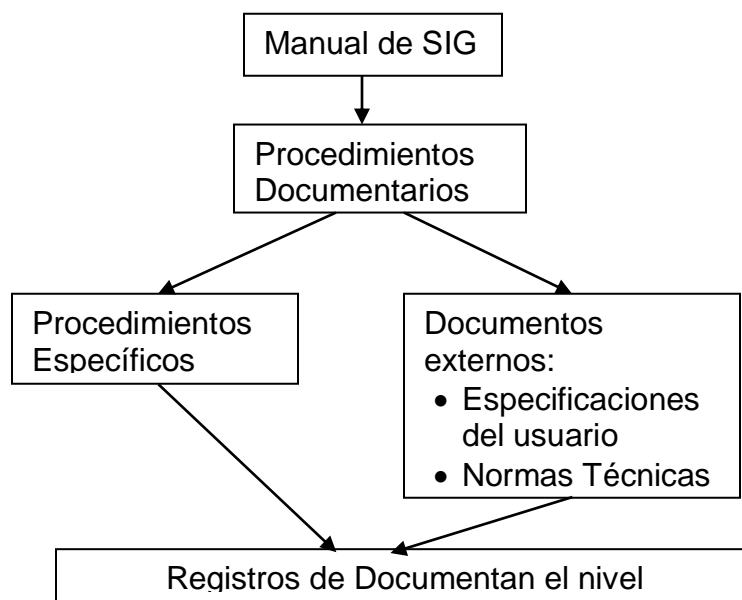 Manual de SIG
Procedimientos
Documentarios
Procedimientos
Específicos
Documentos
externos:
• Especificaciones
del usuario
• Normas Técnicas
Registros de Documentan el nivel